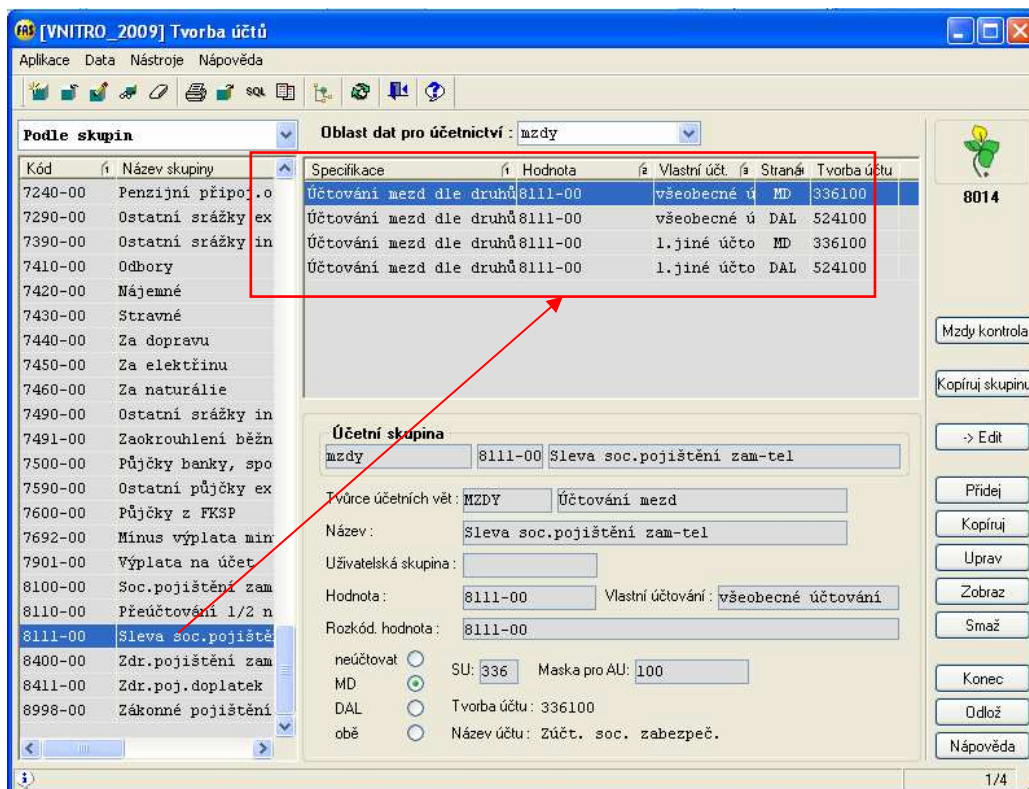 FAS [VNITRO_2009] Tvorba účtů
Aplikace Data Nástroje Nápověda
SQL
Podle skupin
Oblast dat pro účetnictví : mzdy
Kód 1 Název skupiny
7240-00 Penzijní připoj.o
7290-00 Ostatní srážky ex
7390-00 Ostatní srážky in
7410-00 Odbory
7420-00 Nájemné
7430-00 Stravné
7440-00 Za dopravu
7450-00 Za elektřinu
7460-00 Za naturálie
7490-00 Ostatní srážky in
7491-00 Zaokrouhlení běžn
7500-00 Půjčky banky, spo
7590-00 Ostatní půjčky ex
7600-00 Půjčky z FKSP
7692-00 Mínus výplata min
7901-00 Výplata na účet
8100-00 Soc.pojištění zam
8110-00 Přeúčtování 1/2 n
8111-00 Sleva soc.pojiště
8400-00 Zdr.pojištění zam
8411-00 Zdr.poj.doplatek
8998-00 Zákonné pojištění
Specifikace 1 Hodnota 2 Vlastní účt. 3 Strana Tvorba účtu
Účtování mezd dle druhů 8111-00 všeobecné ú MD 336100
Účtování mezd dle druhů 8111-00 všeobecné ú DAL 524100
Účtování mezd dle druhů 8111-00 1.jiné účto MD 336100
Účtování mezd dle druhů 8111-00 1.jiné účto DAL 524100
Účetní skupina
mzdy 8111-00 Sleva soc.pojištění zam-tel
Tvůrce účetních vět : MZDY Účtování mezd
Název : Sleva soc.pojištění zam-tel
Uživatelská skupina :
Hodnota : 8111-00 Vlastní účtování : všeobecné účtování
Rozkód. hodnota : 8111-00
neúčtovat
MD
DAL
obě
SU: 336 Maska pro AU: 100
Tvorba účtu : 336100
Název účtu : Zúčt. soc. zabezpeč.
8014
Mzdy kontrola
Kopíruj skupinu
-> Edit
Přidej
Kopíruj
Uprav
Zobraz
Smaž
Konec
Odlož
Nápověda
1/4